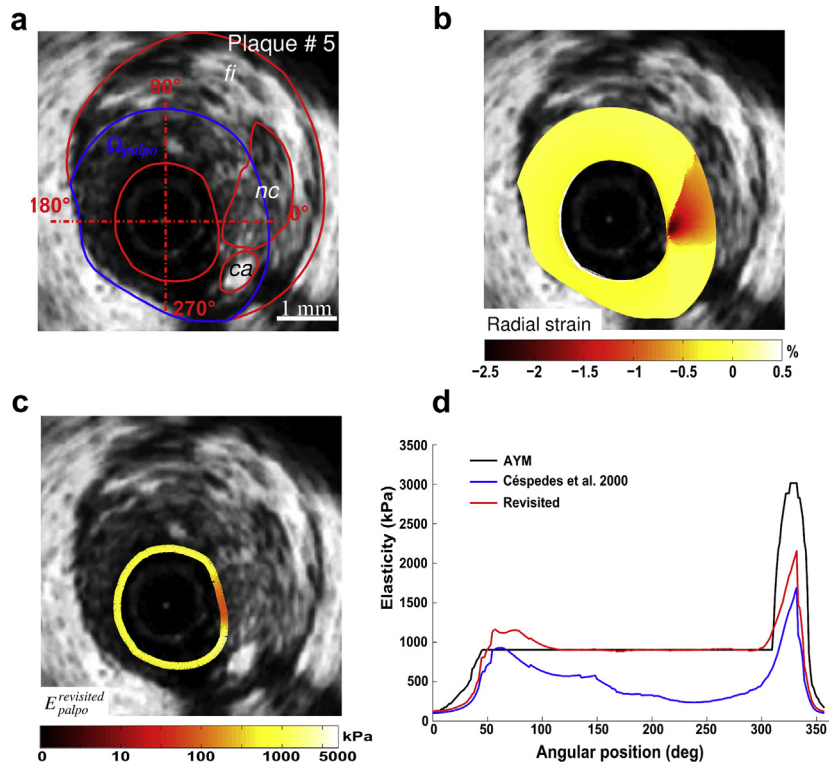 a
Plaque # 5
fi
90°
Ωpalpo
nc
180°
0°
ca
270°
1 mm
b
Radial strain
%
−2.5 −2 −1.5 −1 −0.5 0 0.5
c
E revisited palpo
kPa
0 10 100 1000 5000
d
3500
3000
2500
2000
1500
1000
500
0
Elasticity (kPa)
AYM
Céspedes et al. 2000
Revisited
0 50 100 150 200 250 300 350
Angular position (deg)